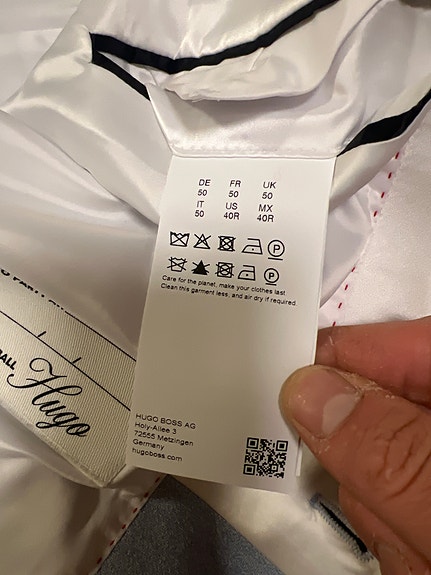 DE FR UK
50 50 50
IT US MX
50 40R 40R
P
P
Care for the planet, make your clothes last
Clean this garment less, and air dry if required
HUGO BOSS AG
Holy-Allee 3
72555 Metzingen
Germany
hugoboss.com
PARTY
ALL
Hugo